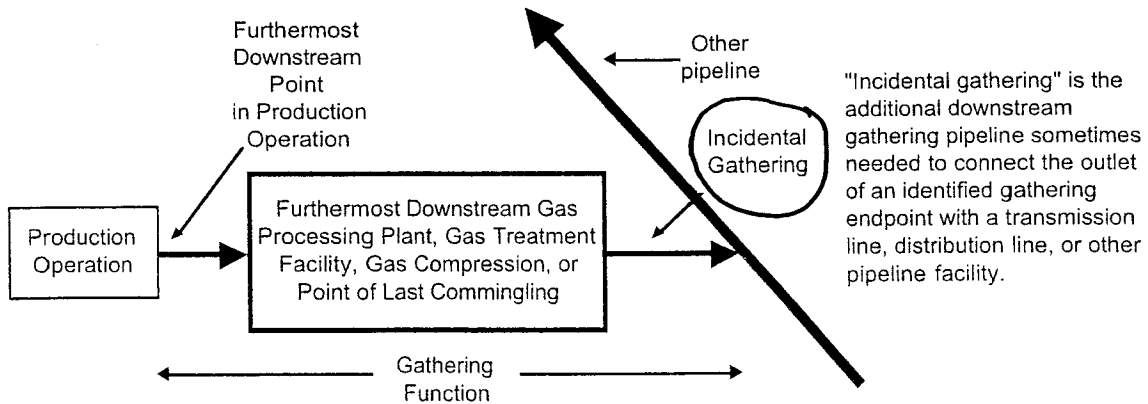 Furthermost
Downstream
Point
in Production
Operation
Other
pipeline
Incidental
Gathering
"Incidental gathering" is the
additional downstream
gathering pipeline sometimes
needed to connect the outlet
of an identified gathering
endpoint with a transmission
line, distribution line, or other
pipeline facility.
Production
Operation
Furthermost Downstream Gas
Processing Plant, Gas Treatment
Facility, Gas Compression, or
Point of Last Commingling
Gathering
Function